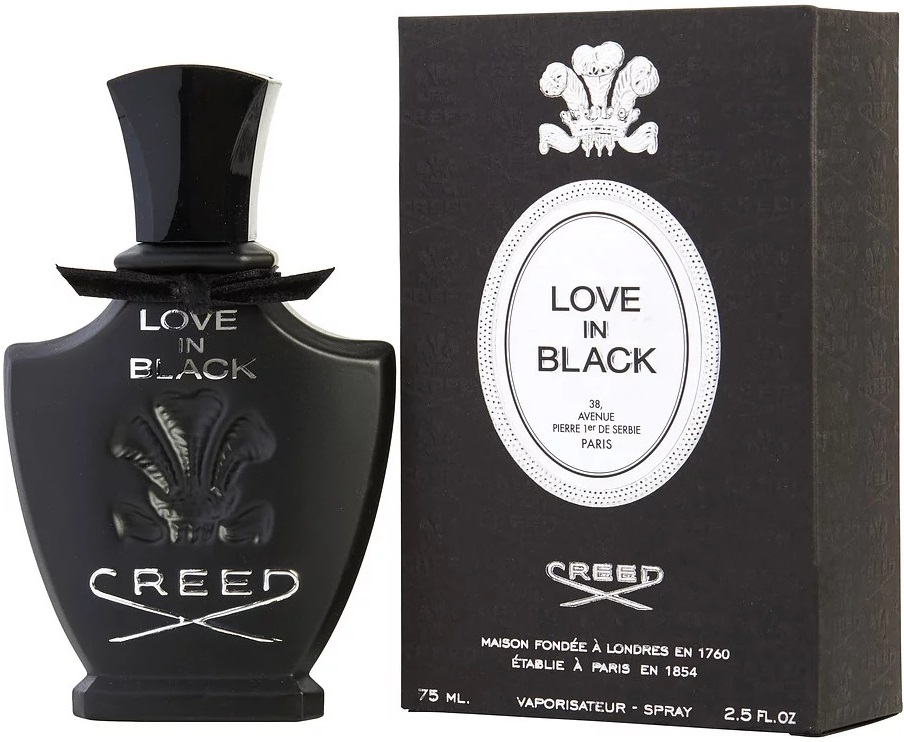 LOVE
IN
BLACK
CREED
LOVE
IN
BLACK
38,
AVENUE
PIERRE 1er DE SERBIE
PARIS
CREED
MAISON FONDÉE À LONDRES EN 1760
ÉTABLIE À PARIS EN 1854
75 ML. VAPORISATEUR - SPRAY 2.5 FL.OZ